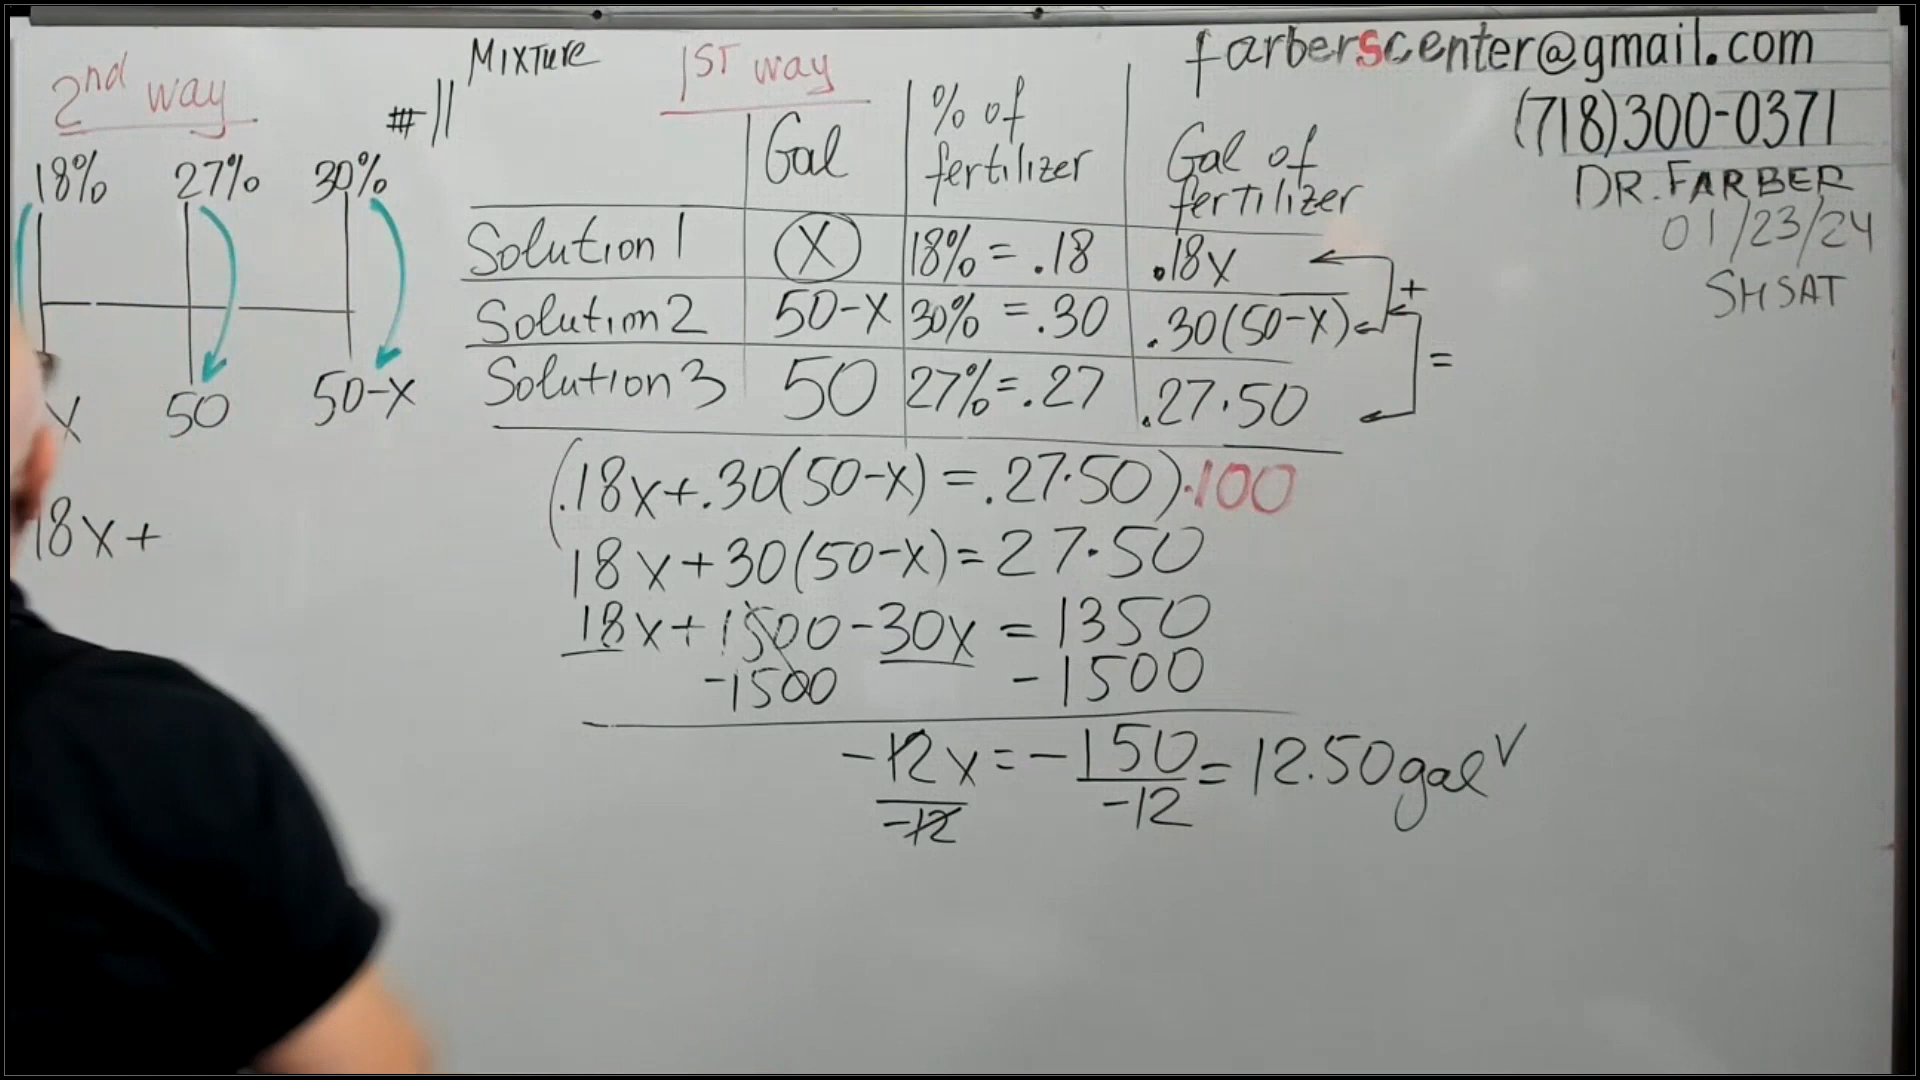 2nd way
18% 27% 30%
X 50 50-X
18x+
#11
Mixture
1ST way
Gal % of fertilizer Gal of fertilizer
Solution 1 X 18% = .18 .18x
Solution 2 50-X 30% = .30 .30(50-X)
Solution 3 50 27% = .27 .27·50
+
=
(.18x+.30(50-x) = .27·50)·100
18x+30(50-x)=27·50
18x+1500-30x = 1350
-1500 -1500
-12x = -150 = 12.50gal √
-12 -12
farberscenter@gmail.com
(718)300-0371
DR. FARBER
01/23/24
SHSAT